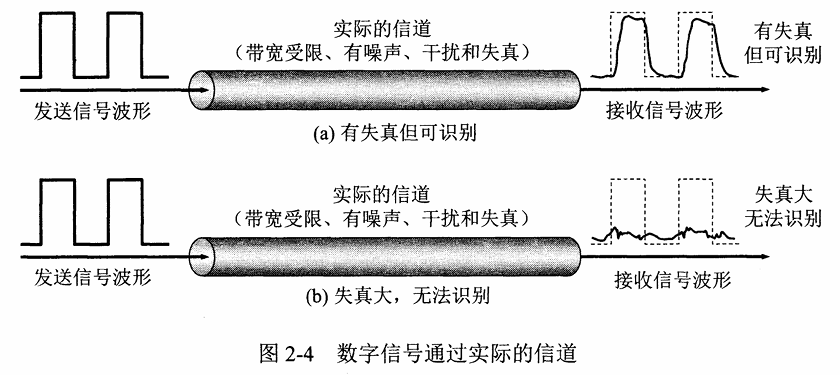 实际的信道
(带宽受限、有噪声、干扰和失真)
有失真
但可识别
发送信号波形
接收信号波形
(a) 有失真但可识别
实际的信道
(带宽受限、有噪声、干扰和失真)
失真大
无法识别
发送信号波形
接收信号波形
(b) 失真大，无法识别
图 2-4 数字信号通过实际的信道